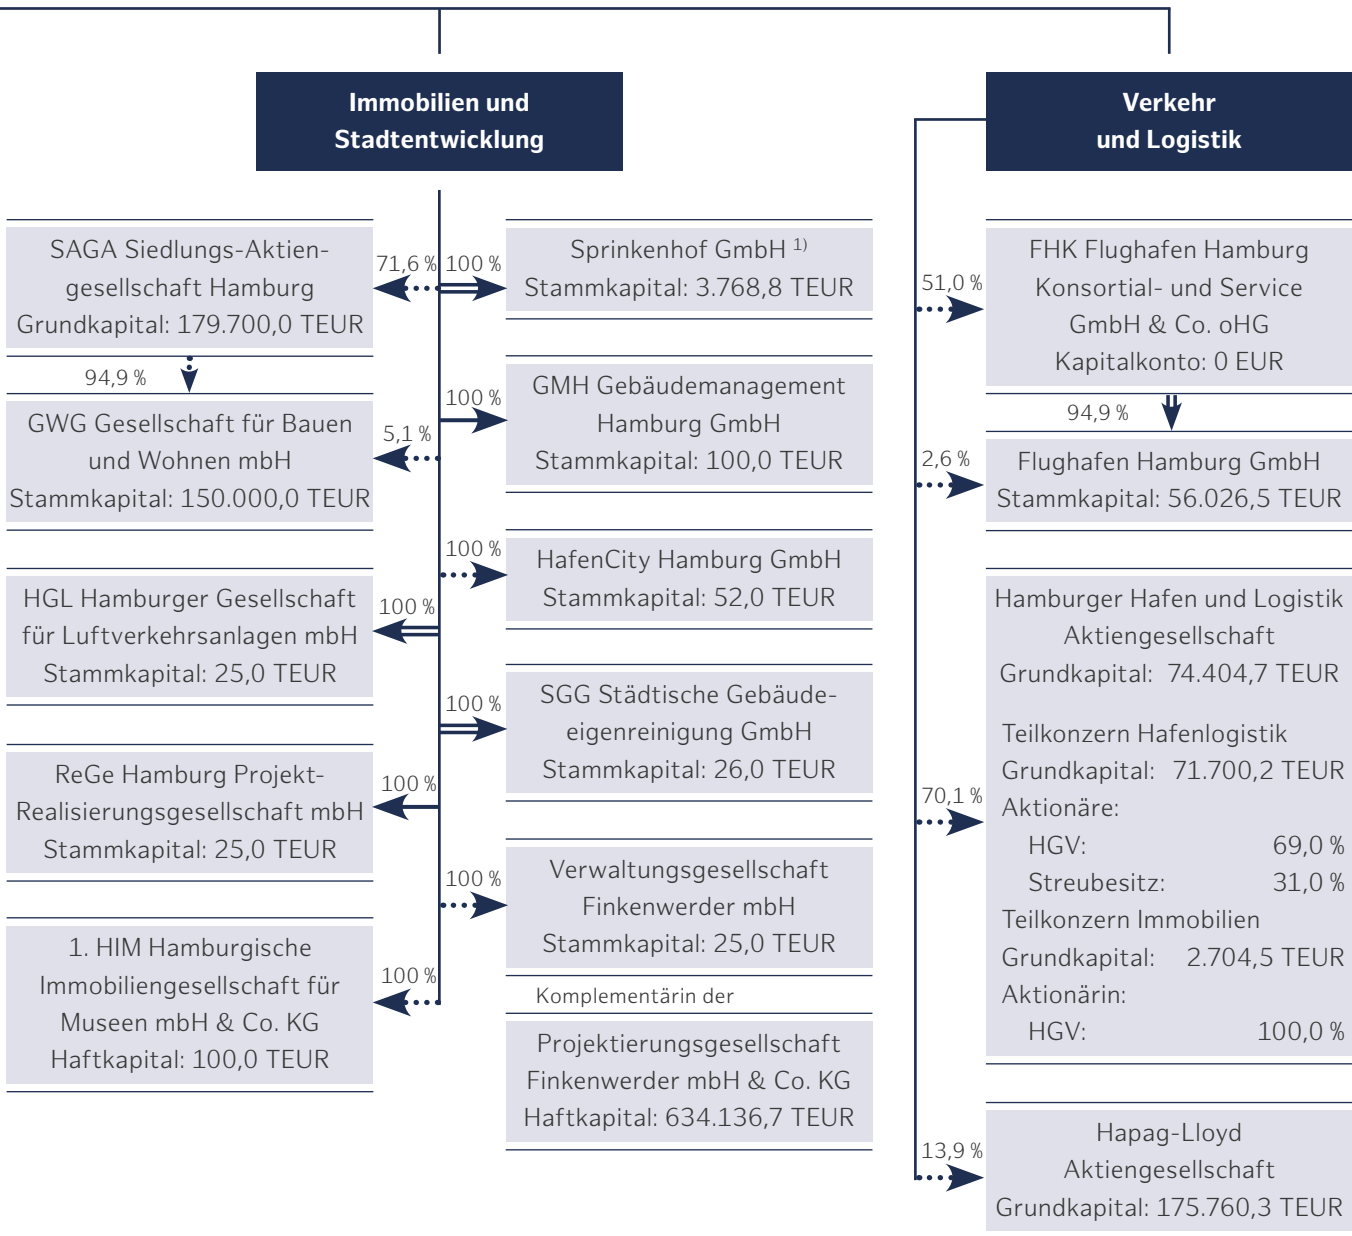 Immobilien und
Stadtentwicklung
SAGA Siedlungs-Aktien-
gesellschaft Hamburg
Grundkapital: 179.700,0 TEUR
71,6 %
94,9 %
GWG Gesellschaft für Bauen
und Wohnen mbH
Stammkapital: 150.000,0 TEUR
5,1 %
HGL Hamburger Gesellschaft
für Luftverkehrsanlagen mbH
Stammkapital: 25,0 TEUR
100 %
ReGe Hamburg Projekt-
Realisierungsgesellschaft mbH
Stammkapital: 25,0 TEUR
100 %
1. HIM Hamburgische
Immobiliengesellschaft für
Museen mbH & Co. KG
Haftkapital: 100,0 TEUR
100 %
100 %
Sprinkenhof GmbH 1)
Stammkapital: 3.768,8 TEUR
100 %
GMH Gebäudemanagement
Hamburg GmbH
Stammkapital: 100,0 TEUR
100 %
HafenCity Hamburg GmbH
Stammkapital: 52,0 TEUR
100 %
SGG Städtische Gebäude-
eigenreinigung GmbH
Stammkapital: 26,0 TEUR
100 %
Verwaltungsgesellschaft
Finkenwerder mbH
Stammkapital: 25,0 TEUR
Komplementärin der
Projektierungsgesellschaft
Finkenwerder mbH & Co. KG
Haftkapital: 634.136,7 TEUR
Verkehr
und Logistik
51,0 %
FHK Flughafen Hamburg
Konsortial- und Service
GmbH & Co. oHG
Kapitalkonto: 0 EUR
94,9 %
2,6 %
Flughafen Hamburg GmbH
Stammkapital: 56.026,5 TEUR
70,1 %
Hamburger Hafen und Logistik
Aktiengesellschaft
Grundkapital: 74.404,7 TEUR
Teilkonzern Hafenlogistik
Grundkapital: 71.700,2 TEUR
Aktionäre:
HGV: 69,0 %
Streubesitz: 31,0 %
Teilkonzern Immobilien
Grundkapital: 2.704,5 TEUR
Aktionärin:
HGV: 100,0 %
13,9 %
Hapag-Lloyd
Aktiengesellschaft
Grundkapital: 175.760,3 TEUR